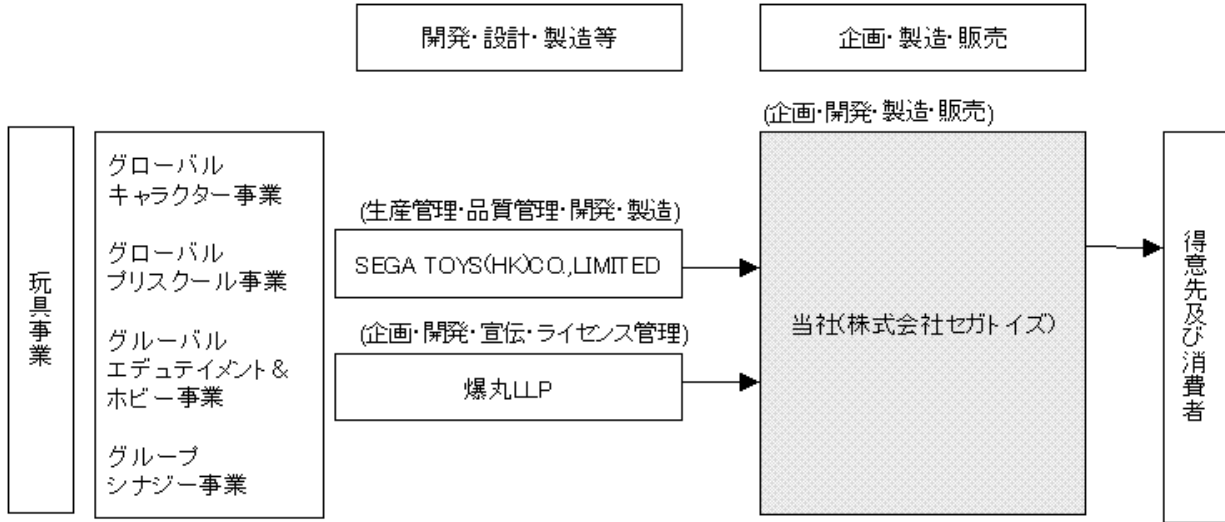 開発・設計・製造等
企画・製造・販売
(企画・開発・製造・販売)
玩具事業
グローバル
キャラクター事業
グローバル
プリスクール事業
グルーバル
エデュテイメント&
ホビー事業
グループ
シナジー事業
(生産管理・品質管理・開発・製造)
SEGA TOYS(HK)CO.,LIMITED
(企画・開発・宣伝・ライセンス管理)
爆丸LLP
当社(株式会社セガトイズ)
得意先及び消費者